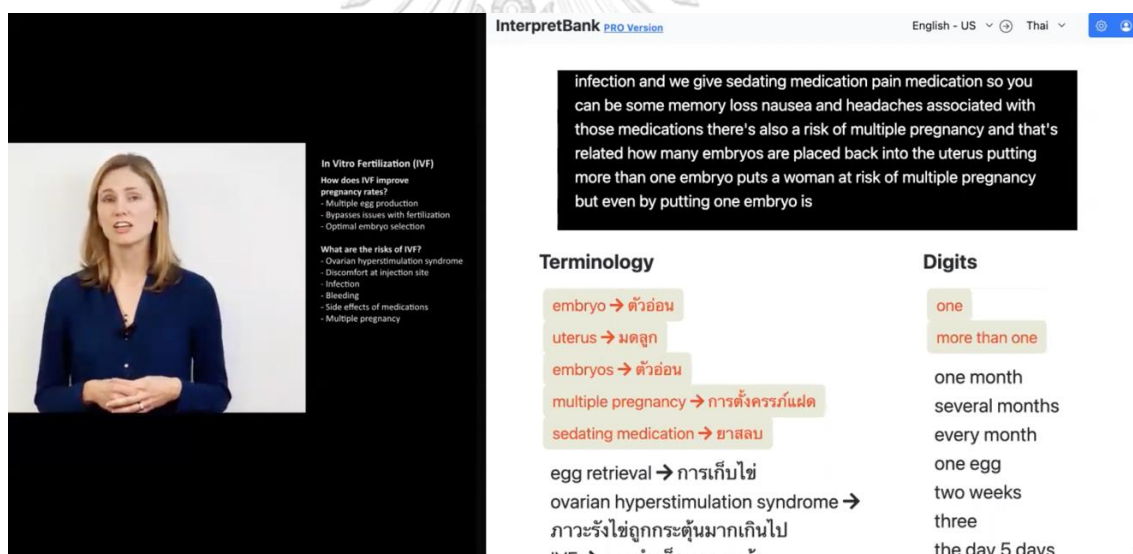 In Vitro Fertilization (IVF)
How does IVF improve
pregnancy rates?
- Multiple egg production
- Bypasses issues with fertilization
- Optimal embryo selection
What are the risks of IVF?
- Ovarian hyperstimulation syndrome
- Discomfort at injection site
- Infection
- Bleeding
- Side effects of medications
- Multiple pregnancy
InterpretBank PRO Version
English - US
Thai
infection and we give sedating medication pain medication so you
can be some memory loss nausea and headaches associated with
those medications there's also a risk of multiple pregnancy and that's
related how many embryos are placed back into the uterus putting
more than one embryo puts a woman at risk of multiple pregnancy
but even by putting one embryo is
Terminology
embryo → ตัวอ่อน
uterus → มดลูก
embryos → ตัวอ่อน
multiple pregnancy → การตั้งครรภ์แฝด
sedating medication → ยาสลบ
egg retrieval → การเก็บไข่
ovarian hyperstimulation syndrome →
ภาวะรังไข่ถูกกระตุ้นมากเกินไป
Digits
one
more than one
one month
several months
every month
one egg
two weeks
three
the day 5 days